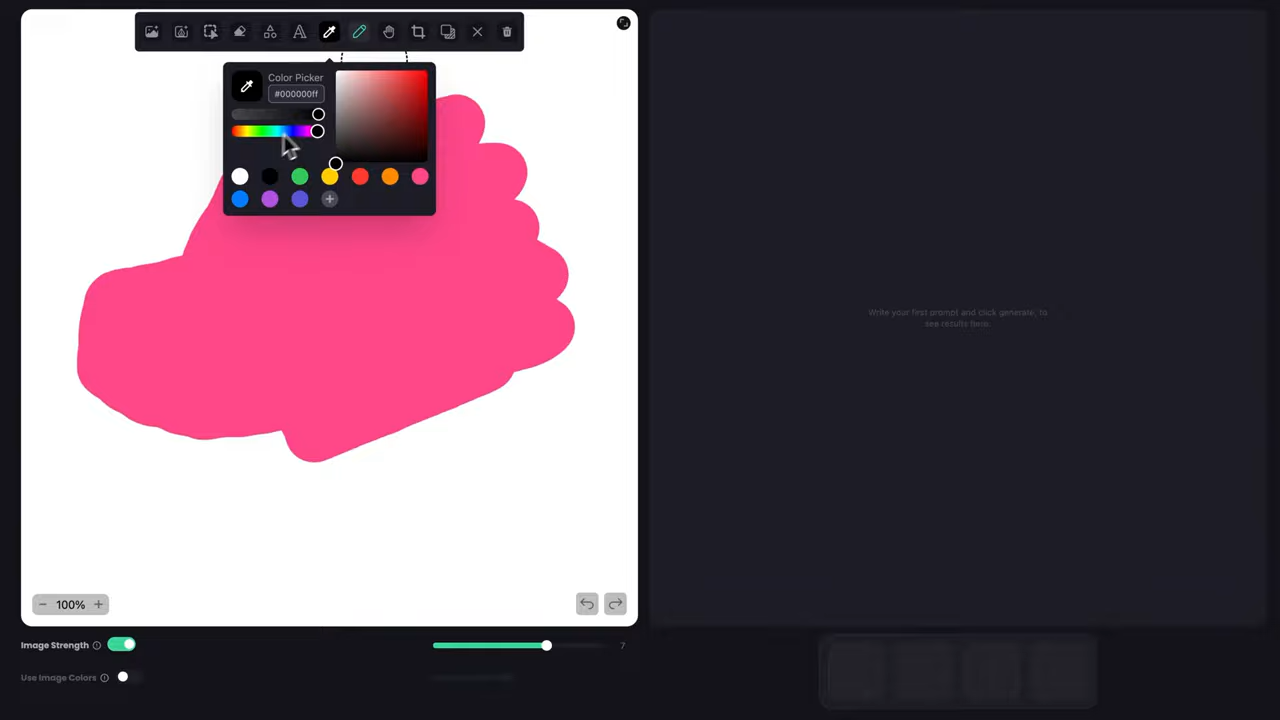 Color Picker
#000000ff
Write your first prompt and click generate, to
see results here.
100%
Image Strength
7
Use Image Colors